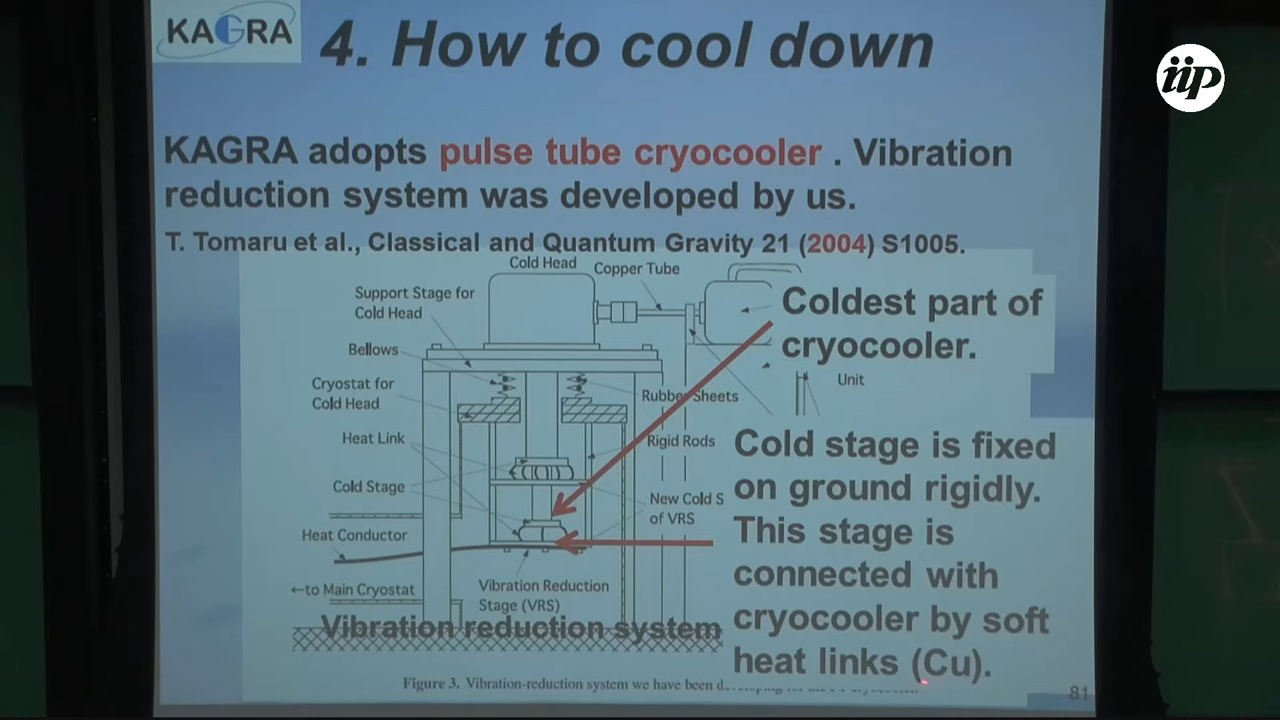 KAGRA
4. How to cool down
iip
KAGRA adopts pulse tube cryocooler . Vibration
reduction system was developed by us.
T. Tomaru et al., Classical and Quantum Gravity 21 (2004) S1005.
Cold Head
Copper Tube
Support Stage for
Cold Head
Coldest part of
cryocooler.
Bellows
Unit
Cryostat for
Cold Head
Rubber Sheets
Heat Link
Rigid Rods
Cold stage is fixed
on ground rigidly.
This stage is
connected with
cryocooler by soft
heat links (Cu).
Cold Stage
New Cold S
of VRS
Heat Conductor
←to Main Cryostat
Vibration Reduction
Stage (VRS)
Vibration reduction system
Figure 3. Vibration-reduction system we have been
81